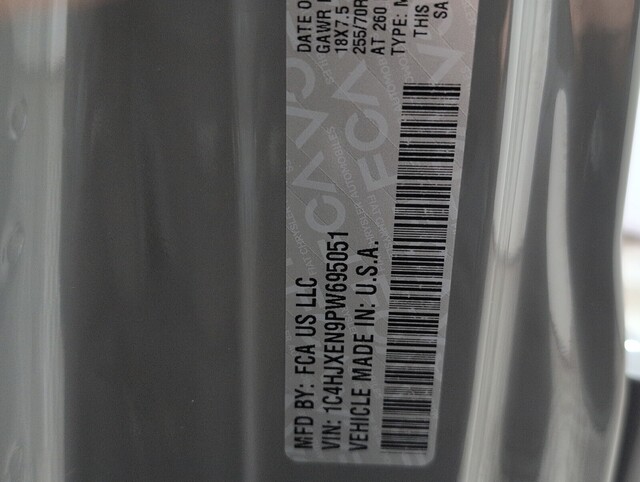 MFD BY: FCA US LLC
DATE O
VIN: 1C4HJXEN9PW695051
GAWR
VEHICLE MADE IN: U.S.A.
18X7.5
255/70R
AT 260
TYPE: M
THIS
SA